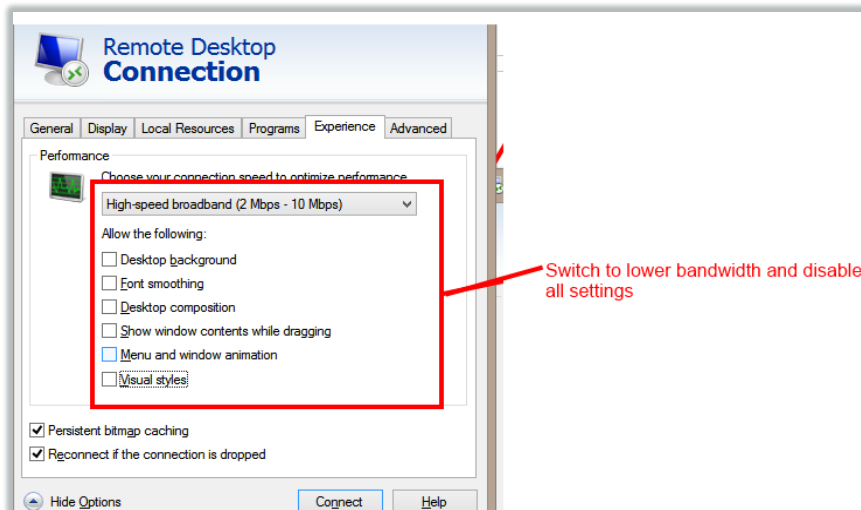 Remote Desktop
Connection
General Display Local Resources Programs Experience Advanced
Performance
Choose your connection speed to optimize performance.
High-speed broadband (2 Mbps - 10 Mbps)
Allow the following:
Desktop background
Font smoothing
Desktop composition
Show window contents while dragging
Menu and window animation
Visual styles
Switch to lower bandwidth and disable
all settings
Persistent bitmap caching
Reconnect if the connection is dropped
Hide Options Connect Help